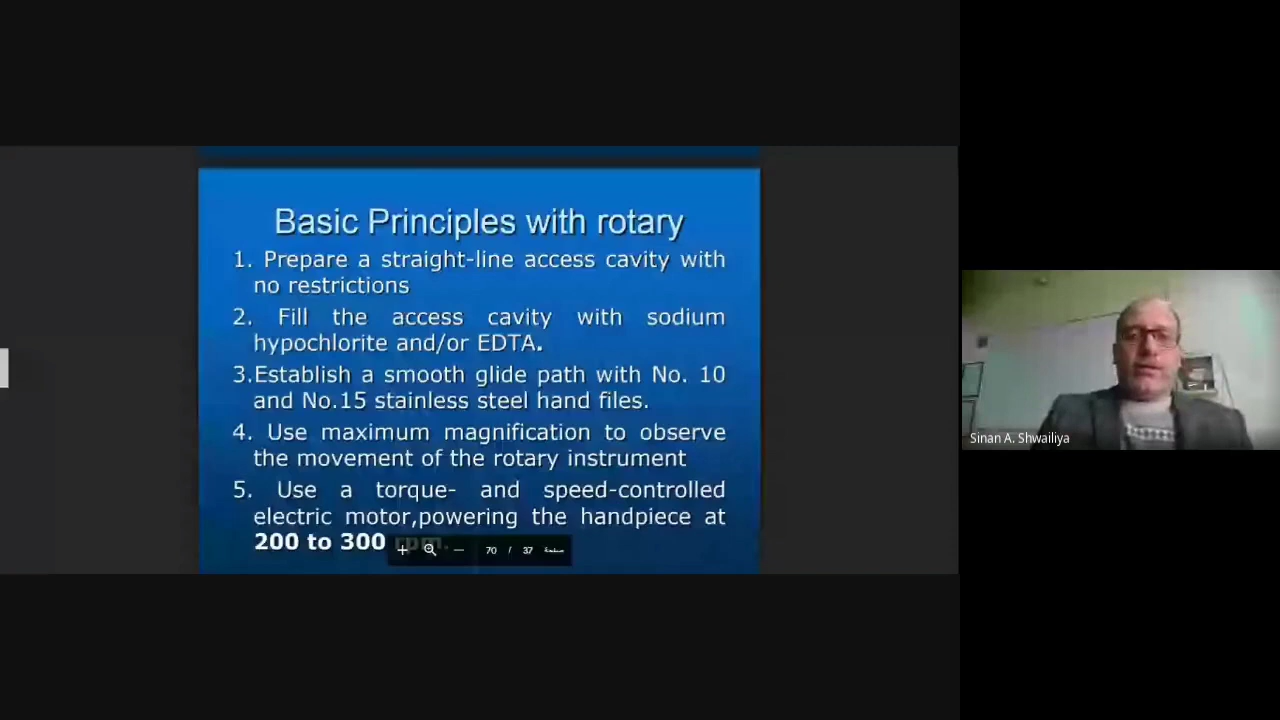 Basic Principles with rotary
1. Prepare a straight-line access cavity with
no restrictions
2. Fill the access cavity with sodium
hypochlorite and/or EDTA.
3.Establish a smooth glide path with No. 10
and No.15 stainless steel hand files.
4. Use maximum magnification to observe
the movement of the rotary instrument
5. Use a torque- and speed-controlled
electric motor,powering the handpiece at
200 to 300 rpm.
70 / 37 صفحة
Sinan A. Shwailiya